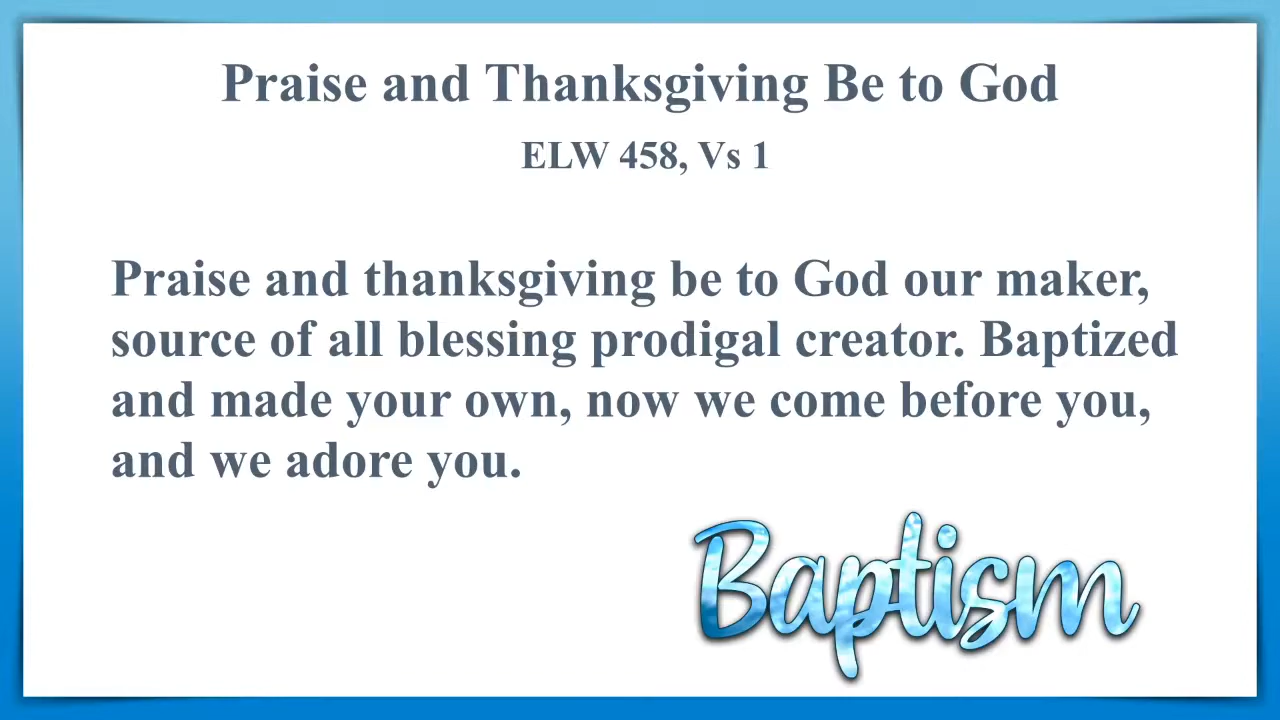 Praise and Thanksgiving Be to God
ELW 458, Vs 1
Praise and thanksgiving be to God our maker,
source of all blessing prodigal creator. Baptized
and made your own, now we come before you,
and we adore you.
Baptism